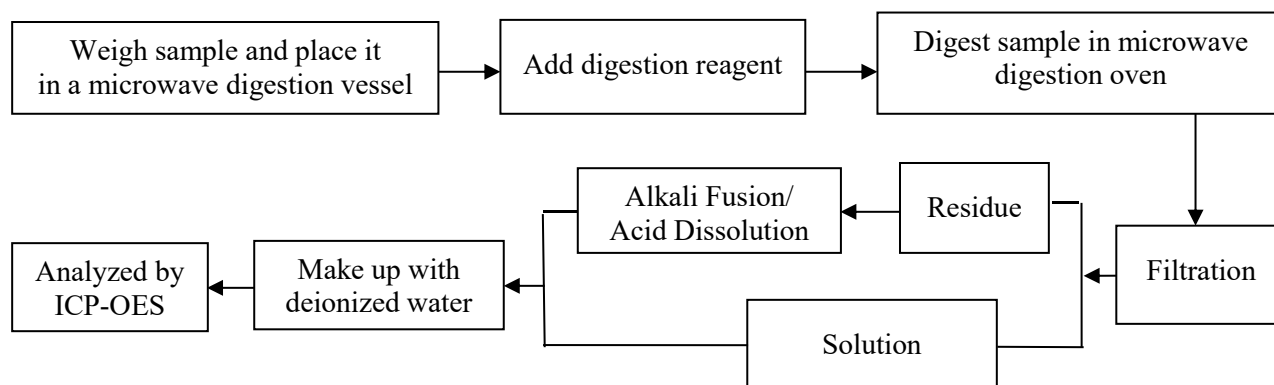 Weigh sample and place it
in a microwave digestion vessel
Add digestion reagent
Digest sample in microwave
digestion oven
Filtration
Residue
Alkali Fusion/
Acid Dissolution
Solution
Make up with
deionized water
Analyzed by
ICP-OES